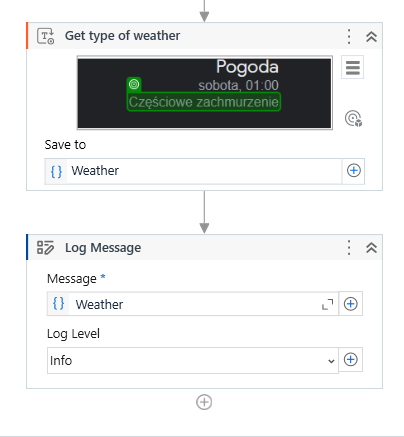 Get type of weather
Pogoda
sobota, 01:00
Częściowe zachmurzenie
Save to
Weather
Log Message
Message *
Weather
Log Level
Info